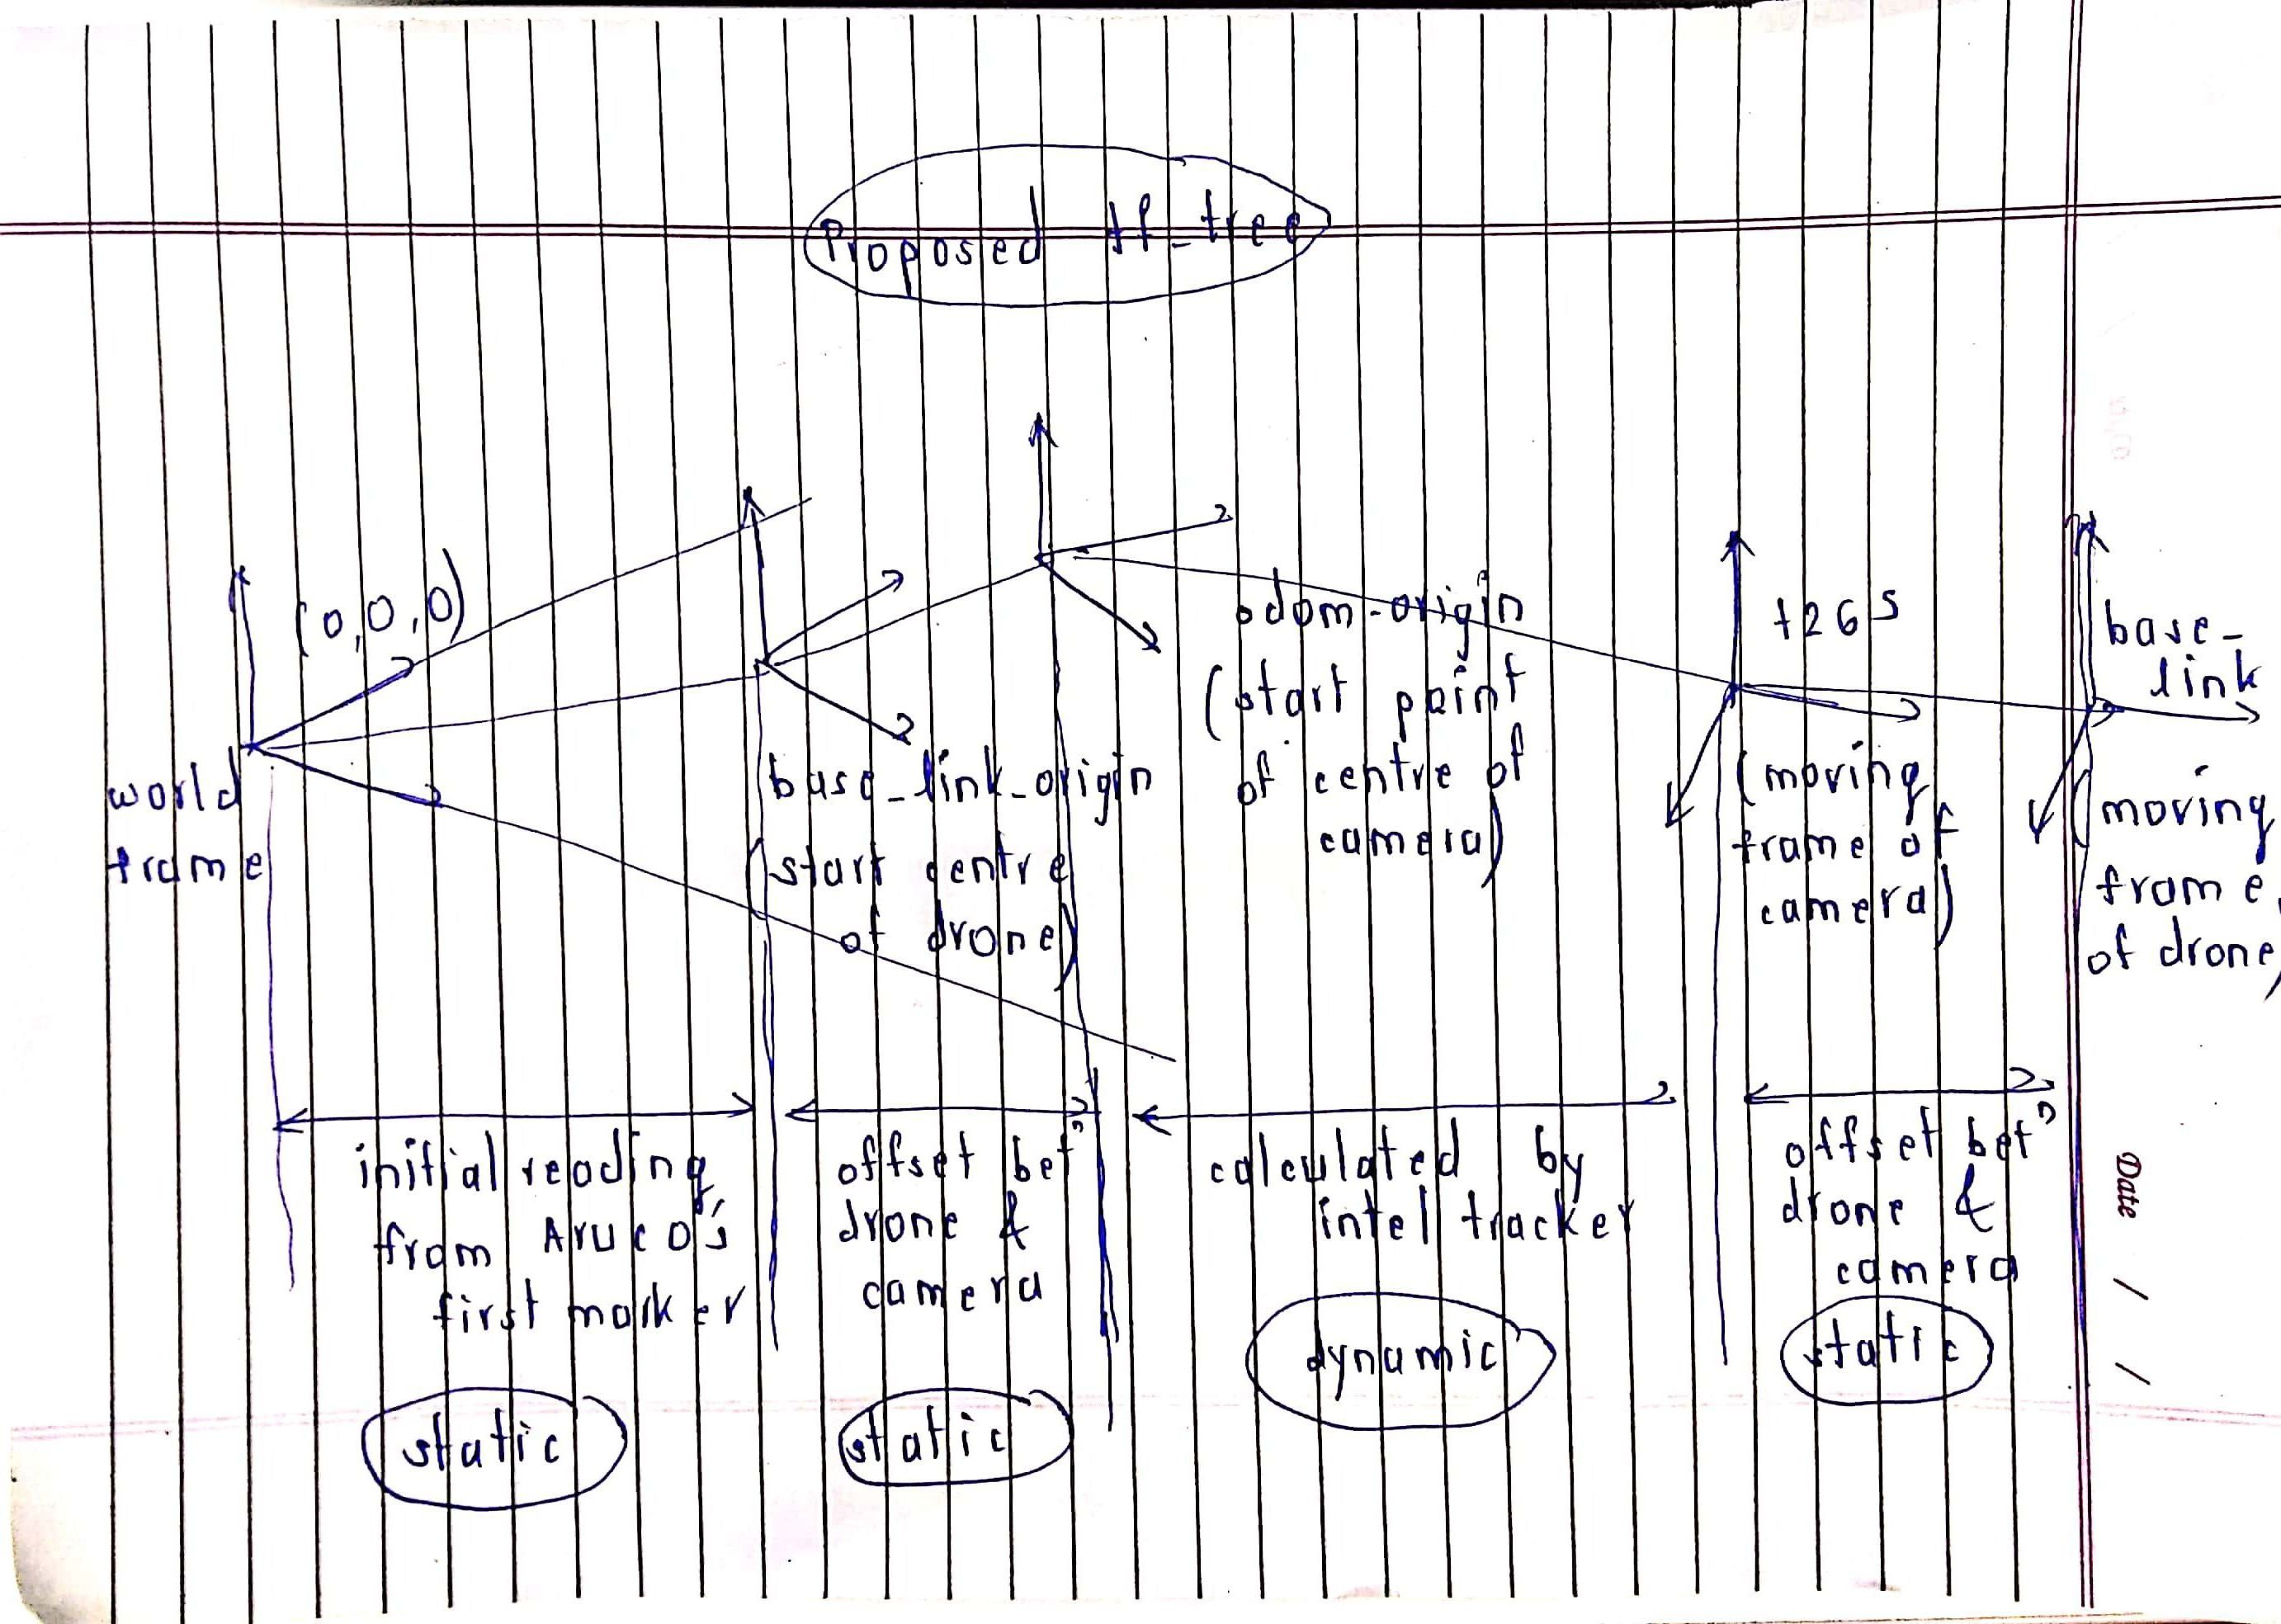 Proposed tf_tree
(0,0,0)
world
frame
base_link_origin
(start centre
of drone)
odom-origin
(start point
of centre of
camera)
t265
(moving
frame of
camera)
base-
link
(moving
frame
of drone)
initial reading
from Aruco's
first marker
static
offset betⁿ
drone &
camera
static
calculated by
intel tracker
dynamic
offset betⁿ
drone &
camera
static
Date / /